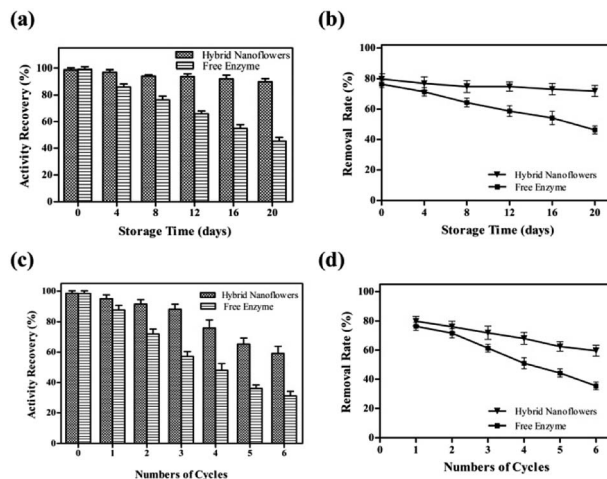 (a)
Activity Recovery (%)
120
100
80
60
40
20
0
Hybrid Nanoflowers
Free Enzyme
0 4 8 12 16 20
Storage Time (days)
(b)
Removal Rate (%)
100
80
60
40
20
0
Hybrid Nanoflowers
Free Enzyme
0 4 8 12 16 20
Storage Time (days)
(c)
Activity Recovery (%)
100
80
60
40
20
0
Hybrid Nanoflowers
Free Enzyme
0 1 2 3 4 5 6
Numbers of Cycles
(d)
Removal Rate (%)
100
80
60
40
20
0
Hybrid Nanoflowers
Free Enzyme
0 1 2 3 4 5 6
Numbers of Cycles